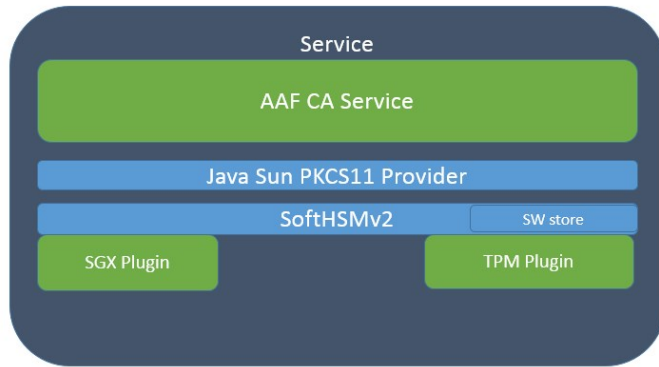 Service
AAF CA Service
Java Sun PKCS11 Provider
SoftHSMv2
SW store
SGX Plugin
TPM Plugin